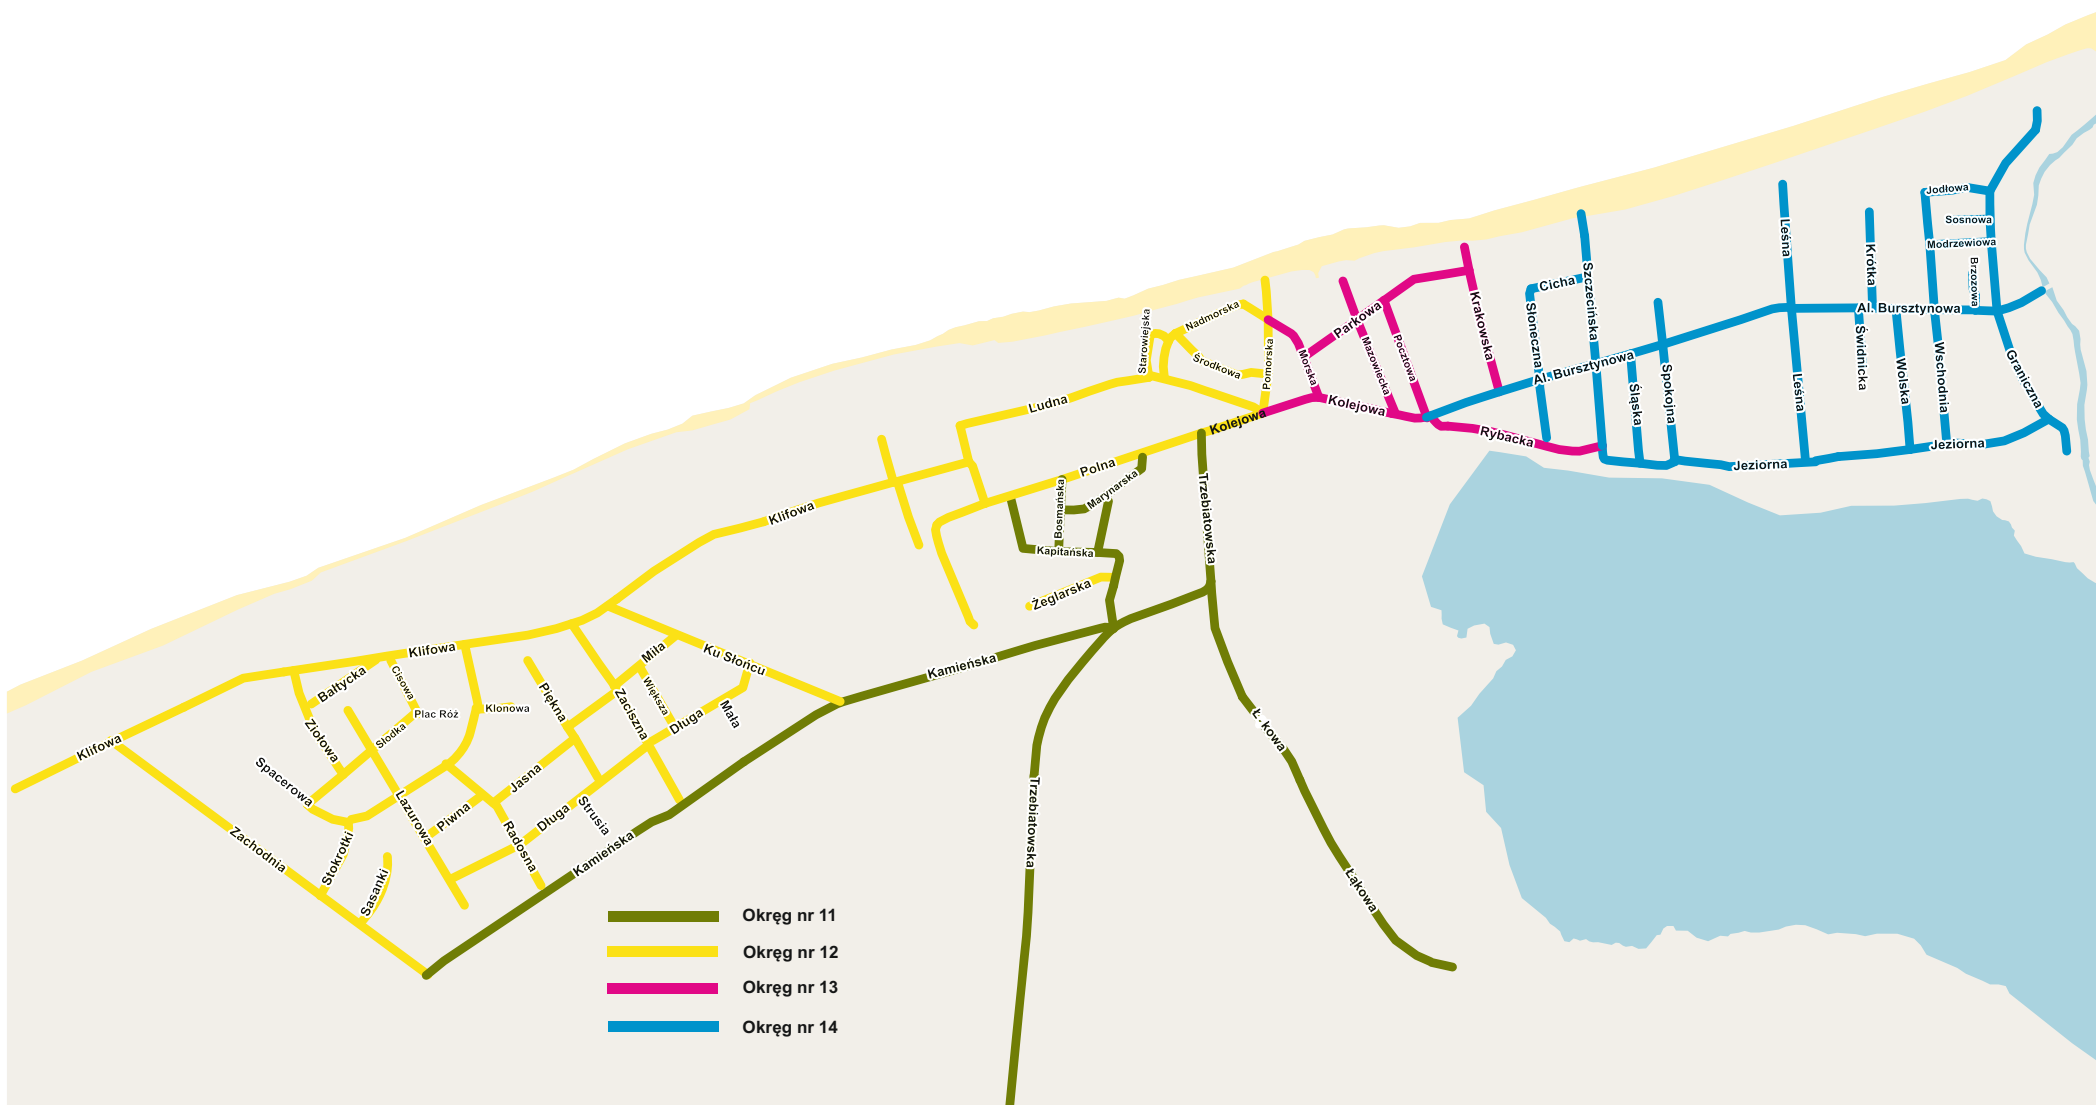 Jodłowa
Sosnowa
Modrzewiowa
Brzozowa
Leśna
Krótka
Szczecińska
Cicha
Słoneczna
Al. Bursztynowa
Świdnicka
Wolska
Wschodnia
Graniczna
Krakowska
Parkowa
Pocztowa
Mazowiecka
Morska
Nadmorska
Starowiejska
Środkowa
Pomorska
Al. Bursztynowa
Śląska
Spokojna
Leśna
Kolejowa
Kolejowa
Rybacka
Jeziorna
Jeziorna
Ludna
Polna
Klifowa
Bosmańska
Marynarska
Kapitańska
Żeglarska
Trzebiatowska
Klifowa
Bałtycka
Cisowa
Miła
Ku Słońcu
Kamieńska
Większa
Piękna
Zaciszna
Długa
Mała
Klonowa
Plac Róż
Słodka
Ziołowa
Klifowa
Spacerowa
Lazurowa
Jasna
Piwna
Długa
Strusia
Radosna
Kamieńska
Stokrotki
Zachodnia
Sasanki
Trzebiatowska
Ł kowa
Łąkowa
Okręg nr 11
Okręg nr 12
Okręg nr 13
Okręg nr 14